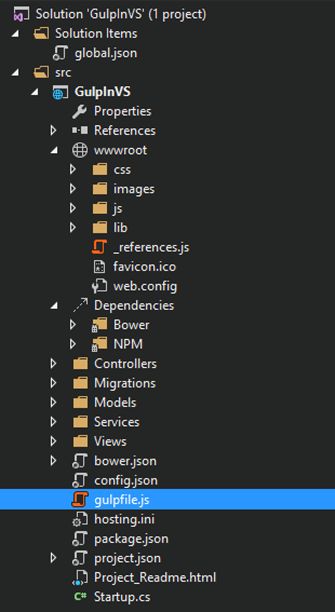 Solution 'GulpInVS' (1 project)
Solution Items
global.json
src
GulpInVS
Properties
References
wwwroot
css
images
js
lib
_references.js
favicon.ico
web.config
Dependencies
Bower
NPM
Controllers
Migrations
Models
Services
Views
bower.json
config.json
gulpfile.js
hosting.ini
package.json
project.json
Project_Readme.html
C# Startup.cs